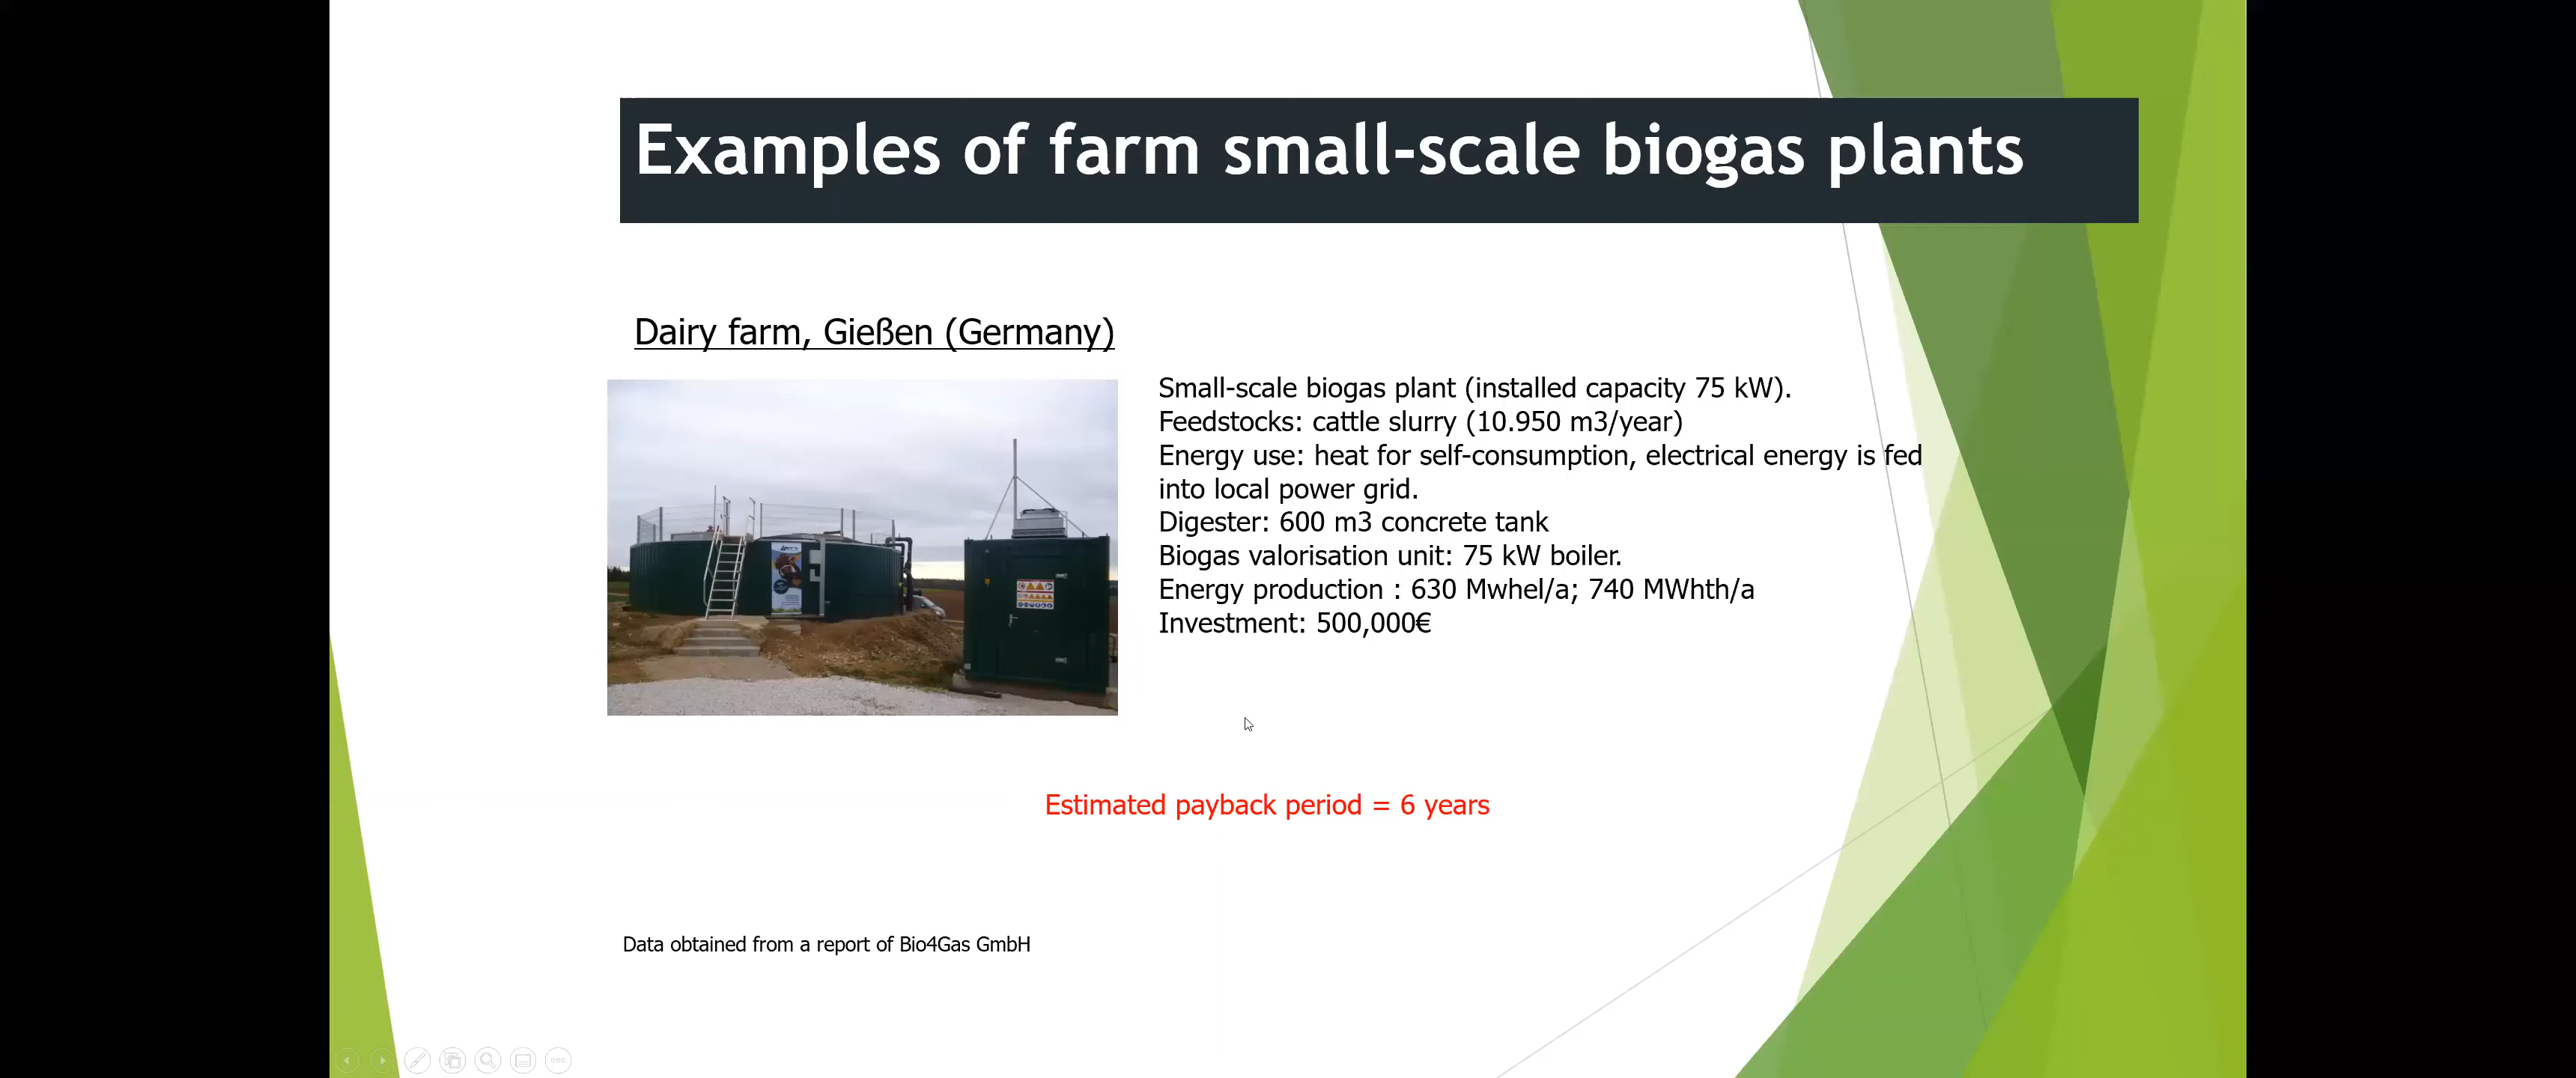 Examples of farm small-scale biogas plants
Dairy farm, Gießen (Germany)
Small-scale biogas plant (installed capacity 75 kW).
Feedstocks: cattle slurry (10.950 m3/year)
Energy use: heat for self-consumption, electrical energy is fed
into local power grid.
Digester: 600 m3 concrete tank
Biogas valorisation unit: 75 kW boiler.
Energy production : 630 Mwhel/a; 740 MWhth/a
Investment: 500,000€
Estimated payback period = 6 years
Data obtained from a report of Bio4Gas GmbH